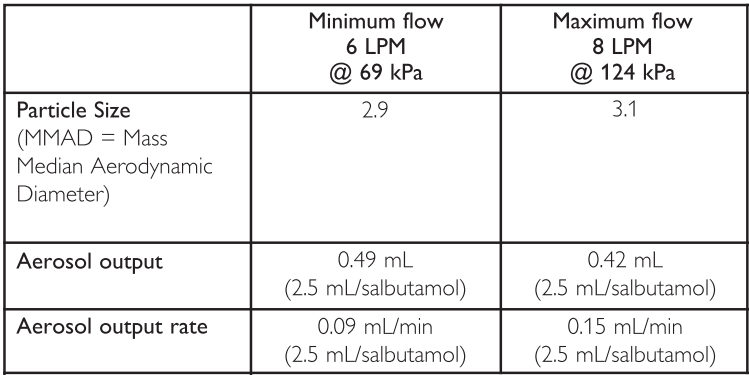 Minimum flow
6 LPM
@ 69 kPa
Maximum flow
8 LPM
@ 124 kPa
Particle Size
(MMAD = Mass
Median Aerodynamic
Diameter)
2.9
3.1
Aerosol output
0.49 mL
(2.5 mL/salbutamol)
0.42 mL
(2.5 mL/salbutamol)
Aerosol output rate
0.09 mL/min
(2.5 mL/salbutamol)
0.15 mL/min
(2.5 mL/salbutamol)